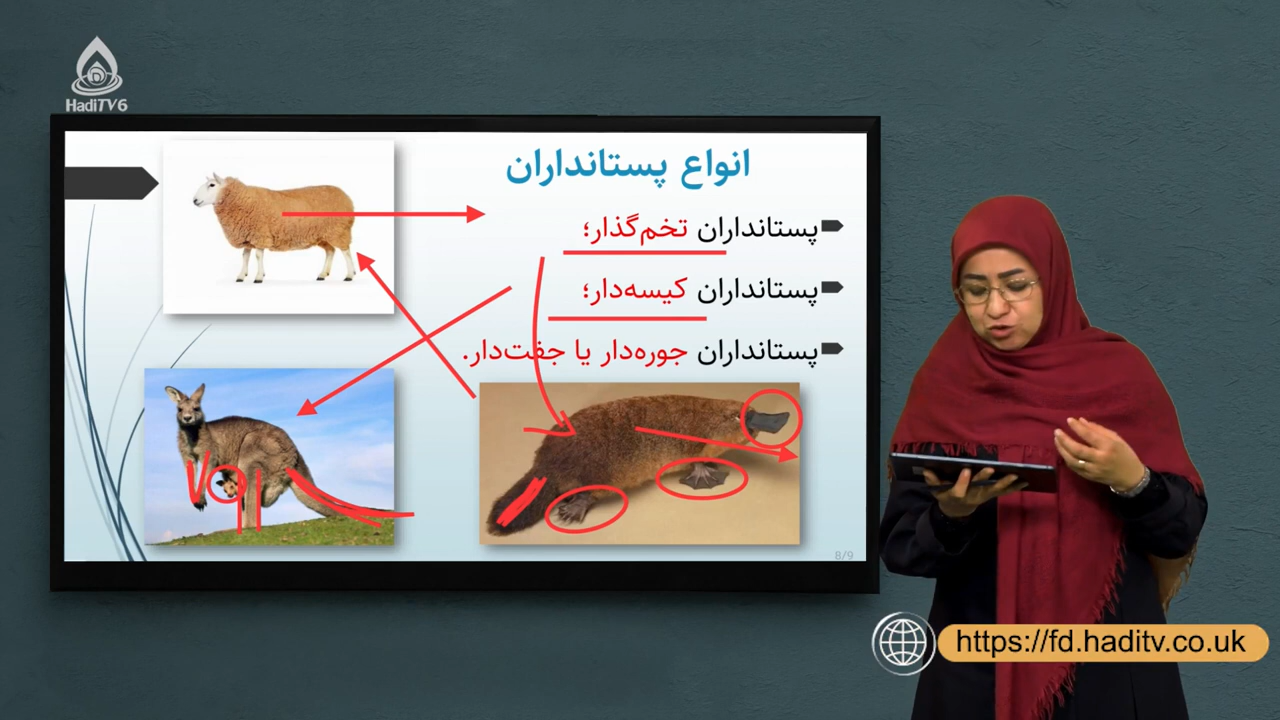 HadiTV6
انواع پستانداران
پستانداران تخم‌گذار؛
پستانداران کیسه‌دار؛
پستانداران جوره‌دار یا جفت‌دار.
8/9
https://fd.haditv.co.uk